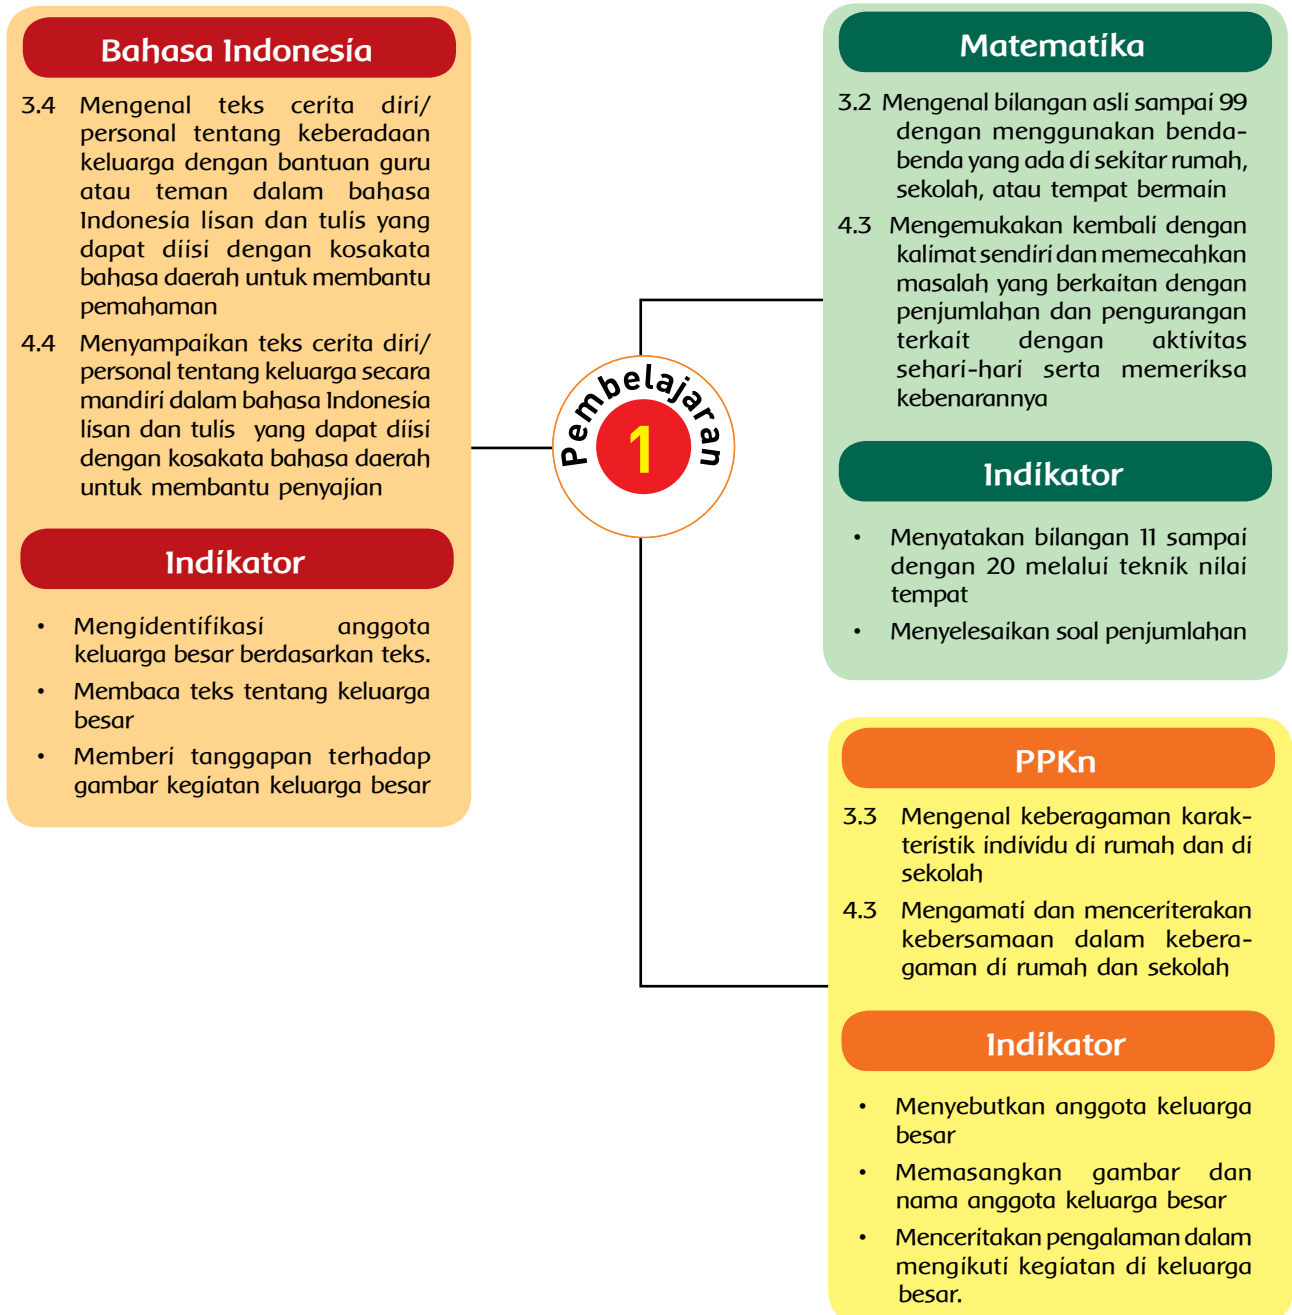 Bahasa Indonesia
3.4 Mengenal teks cerita diri/
personal tentang keberadaan
keluarga dengan bantuan guru
atau teman dalam bahasa
Indonesia lisan dan tulis yang
dapat diisi dengan kosakata
bahasa daerah untuk membantu
pemahaman
4.4 Menyampaikan teks cerita diri/
personal tentang keluarga secara
mandiri dalam bahasa Indonesia
lisan dan tulis yang dapat diisi
dengan kosakata bahasa daerah
untuk membantu penyajian
Indikator
• Mengidentifikasi anggota
keluarga besar berdasarkan teks.
• Membaca teks tentang keluarga
besar
• Memberi tanggapan terhadap
gambar kegiatan keluarga besar
Pembelajaran
1
Matematika
3.2 Mengenal bilangan asli sampai 99
dengan menggunakan benda-
benda yang ada di sekitar rumah,
sekolah, atau tempat bermain
4.3 Mengemukakan kembali dengan
kalimat sendiri dan memecahkan
masalah yang berkaitan dengan
penjumlahan dan pengurangan
terkait dengan aktivitas
sehari-hari serta memeriksa
kebenarannya
Indikator
• Menyatakan bilangan 11 sampai
dengan 20 melalui teknik nilai
tempat
• Menyelesaikan soal penjumlahan
PPKn
3.3 Mengenal keberagaman karak-
teristik individu di rumah dan di
sekolah
4.3 Mengamati dan menceriterakan
kebersamaan dalam kebera-
gaman di rumah dan sekolah
Indikator
• Menyebutkan anggota keluarga
besar
• Memasangkan gambar dan
nama anggota keluarga besar
• Menceritakan pengalaman dalam
mengikuti kegiatan di keluarga
besar.